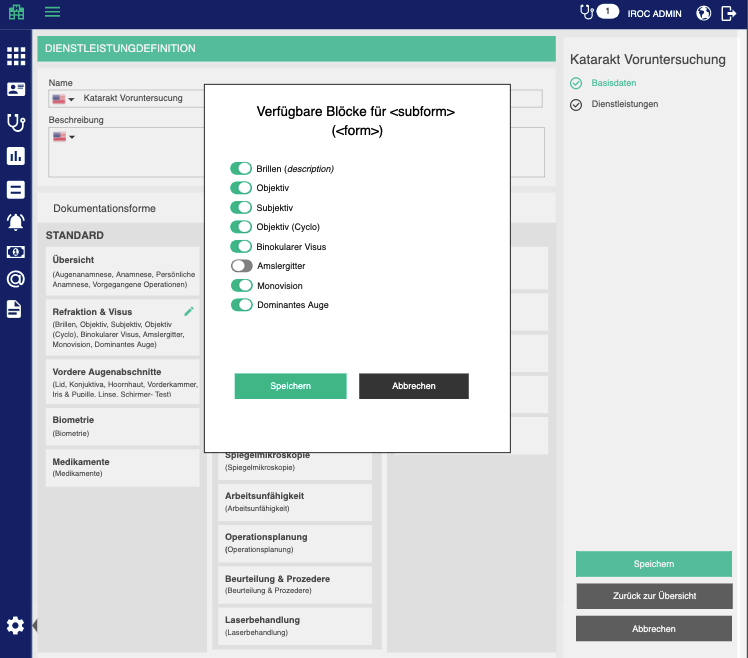 1
IROC ADMIN
DIENSTLEISTUNGDEFINITION
Name
Katarakt Voruntersucung
Beschreibung
Dokumentationsforme
STANDARD
Übersicht
(Augenanamnese, Anamnese, Persönliche
Anamnese, Vorgegangene Operationen)
Refraktion & Visus
(Brillen, Objektiv, Subjektiv, Objektiv
(Cyclo), Binokularer Visus, Amslergitter,
Monovision, Dominantes Auge)
Vordere Augenabschnitte
(Lid, Konjuktiva, Hoornhaut, Vorderkammer,
Iris & Pupille, Linse, Schirmer- Test)
Biometrie
(Biometrie)
Medikamente
(Medikamente)
Verfügbare Blöcke für <subform>
(<form>)
Brillen (description)
Objektiv
Subjektiv
Objektiv (Cyclo)
Binokularer Visus
Amslergitter
Monovision
Dominantes Auge
Speichern
Abbrechen
Spiegelmikroskopie
(Spiegelmikroskopie)
Arbeitsunfähigkeit
(Arbeitsunfähigkeit)
Operationsplanung
(Operationsplanung)
Beurteilung & Prozedere
(Beurteilung & Prozedere)
Laserbehandlung
(Laserbehandlung)
Katarakt Voruntersuchung
Basisdaten
Dienstleistungen
Speichern
Zurück zur Übersicht
Abbrechen